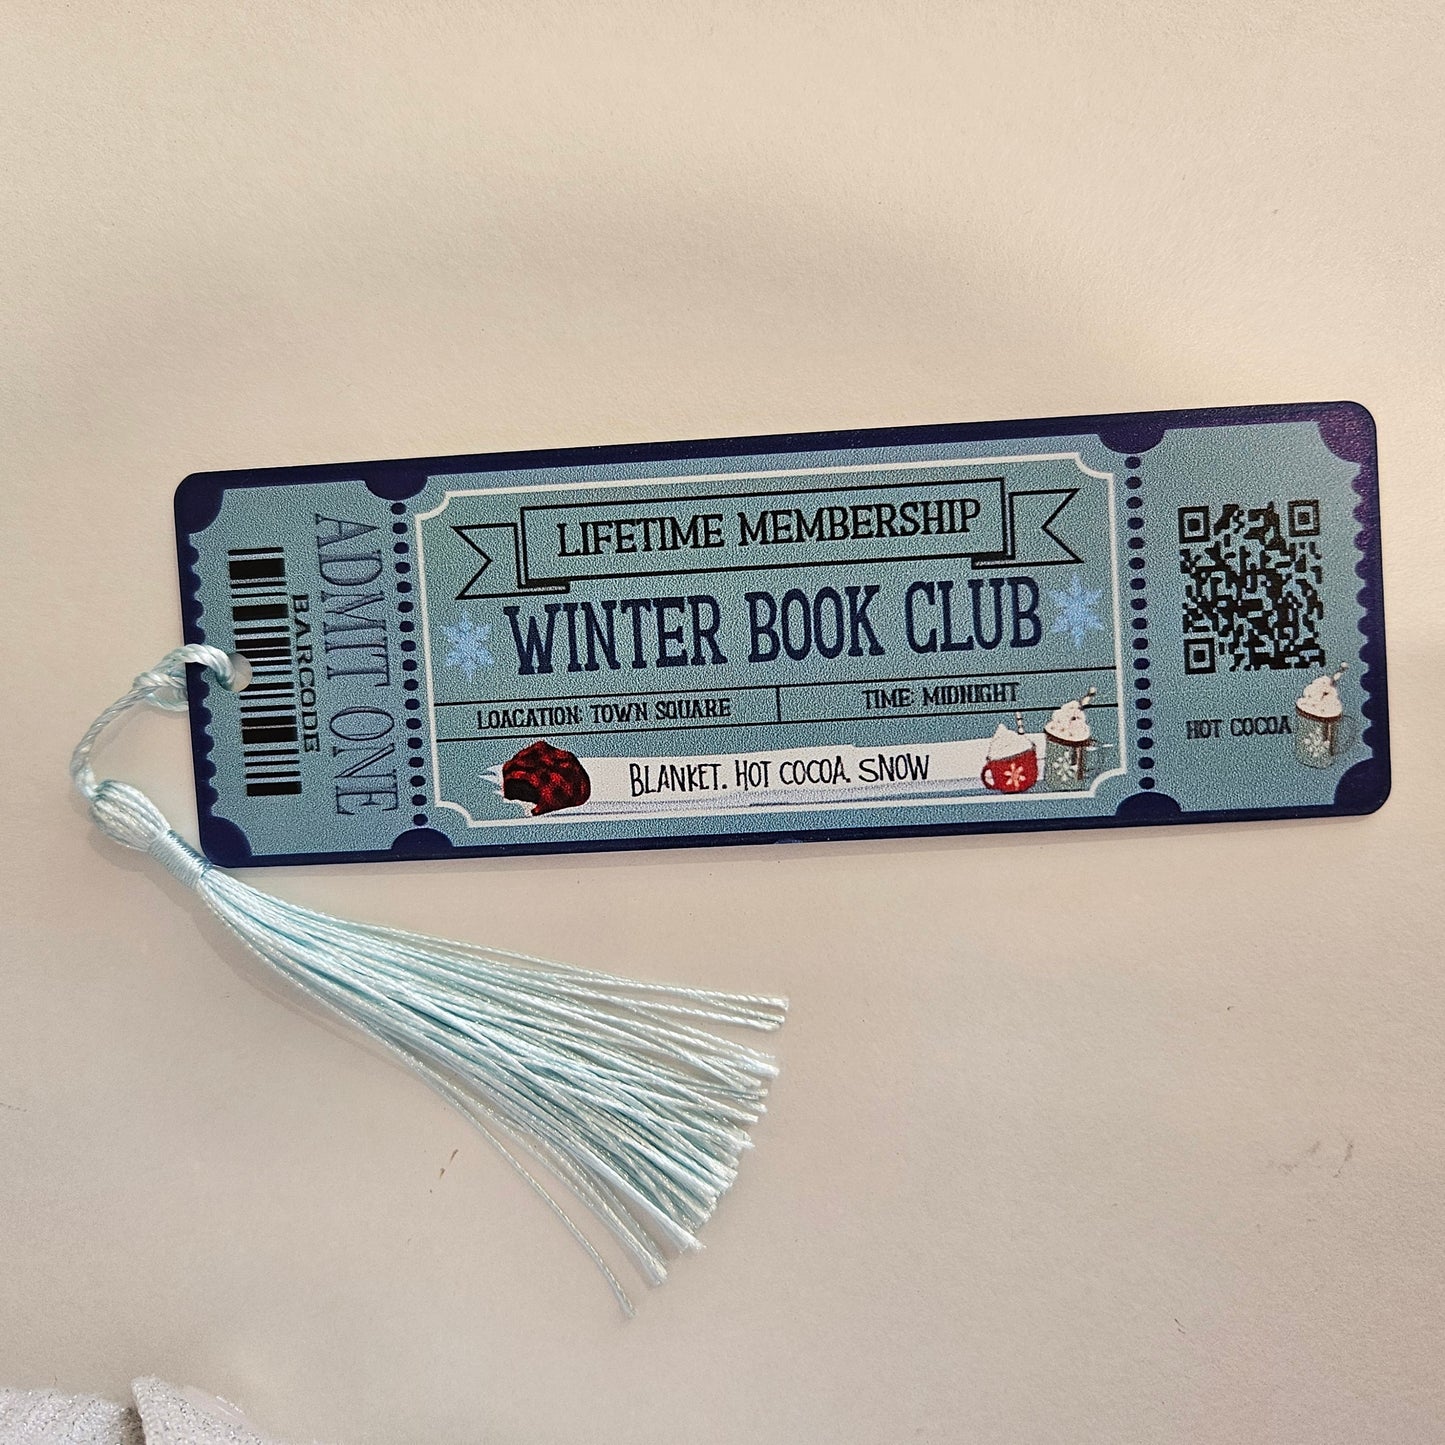 ADMIT ONE
BARCODE
LIFETIME MEMBERSHIP
WINTER BOOK CLUB
LOACATION: TOWN SQUARE
TIME: MIDNIGHT
BLANKET. HOT COCOA. SNOW
HOT COCOA